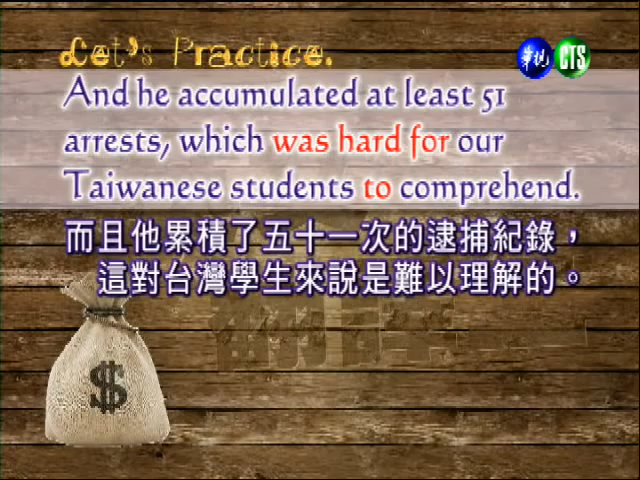 Let's Practice.
華視 CTS
And he accumulated at least 51
arrests, which was hard for our
Taiwanese students to comprehend.
而且他累積了五十一次的逮捕紀錄，
這對台灣學生來說是難以理解的。
$